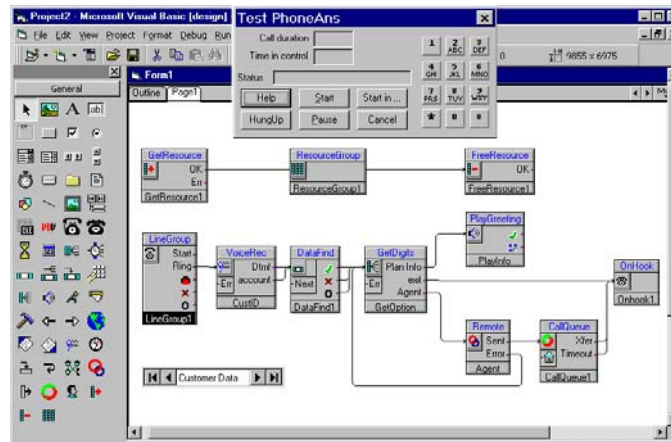 Project2 - Microsoft Visual Basic [design]
File Edit View Project Format Debug Run
9855 x 6975
Test PhoneAns
Call duration
Time in control
Status
Help Start Start in ...
HungUp Pause Cancel
1 2 ABC 3 DEF
4 GHI 5 JKL 6 MNO
7 PRS 8 TUV 9 WXY
* 0 #
General
Form1
Outline Page1
GetResource
OK
Err
GetResource1
ResourceGroup
ResourceGroup1
FreeResource
OK
FreeResource1
LineGroup
Start
Ring
LineGroup1
VoiceRec
Dtmf
Err account
CustID
DataFind
Next
DataFind1
GetDigits
Plan Info
Err exit
Agent
GetOption
PlayGreeting
PlayInfo
OnHook
Onhook1
Remote
Sent
Error
Agent
CallQueue
Xfer
Timeout
CallQueue1
Customer Data